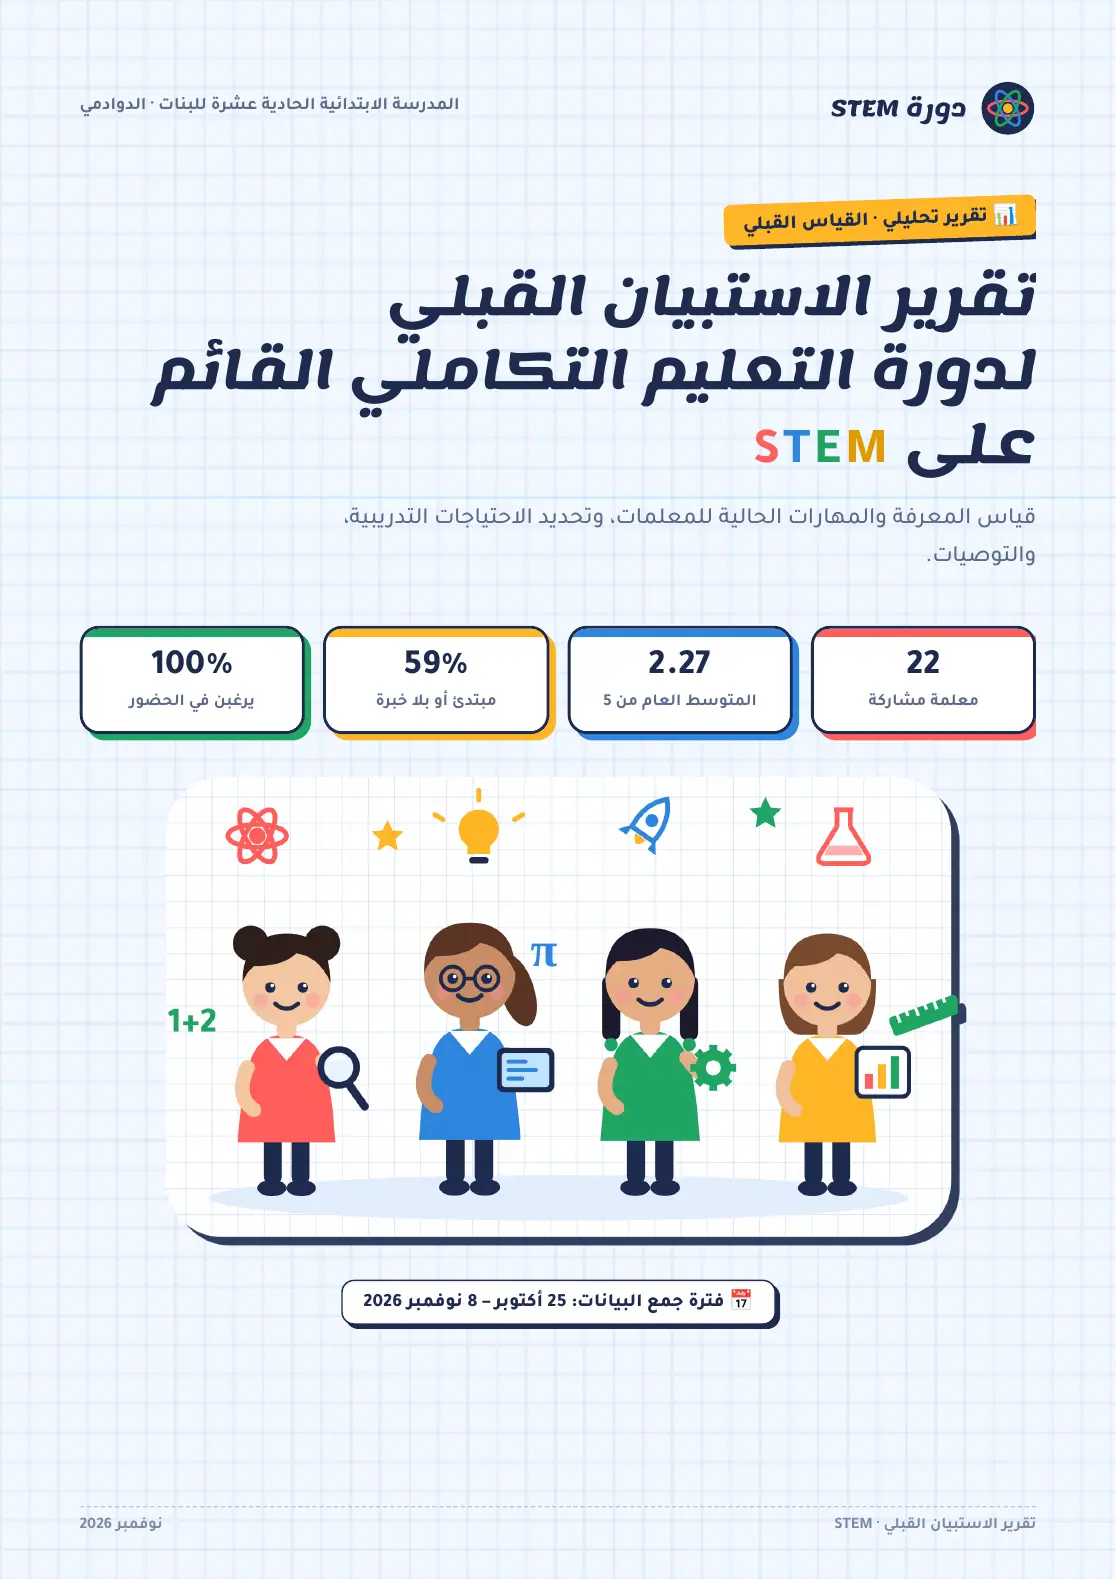 دورة STEM
المدرسة الابتدائية الحادية عشرة للبنات · الدوادمي
📊 تقرير تحليلي · القياس القبلي
تقرير الاستبيان القبلي
لدورة التعليم التكاملي القائم
على STEM
قياس المعرفة والمهارات الحالية للمعلمات، وتحديد الاحتياجات التدريبية،
والتوصيات.
22
معلمة مشاركة
2.27
المتوسط العام من 5
59%
مبتدئ أو بلا خبرة
100%
يرغبن في الحضور
π
1+2
📅 فترة جمع البيانات: 25 أكتوبر – 8 نوفمبر 2026
تقرير الاستبيان القبلي · STEM
نوفمبر 2026